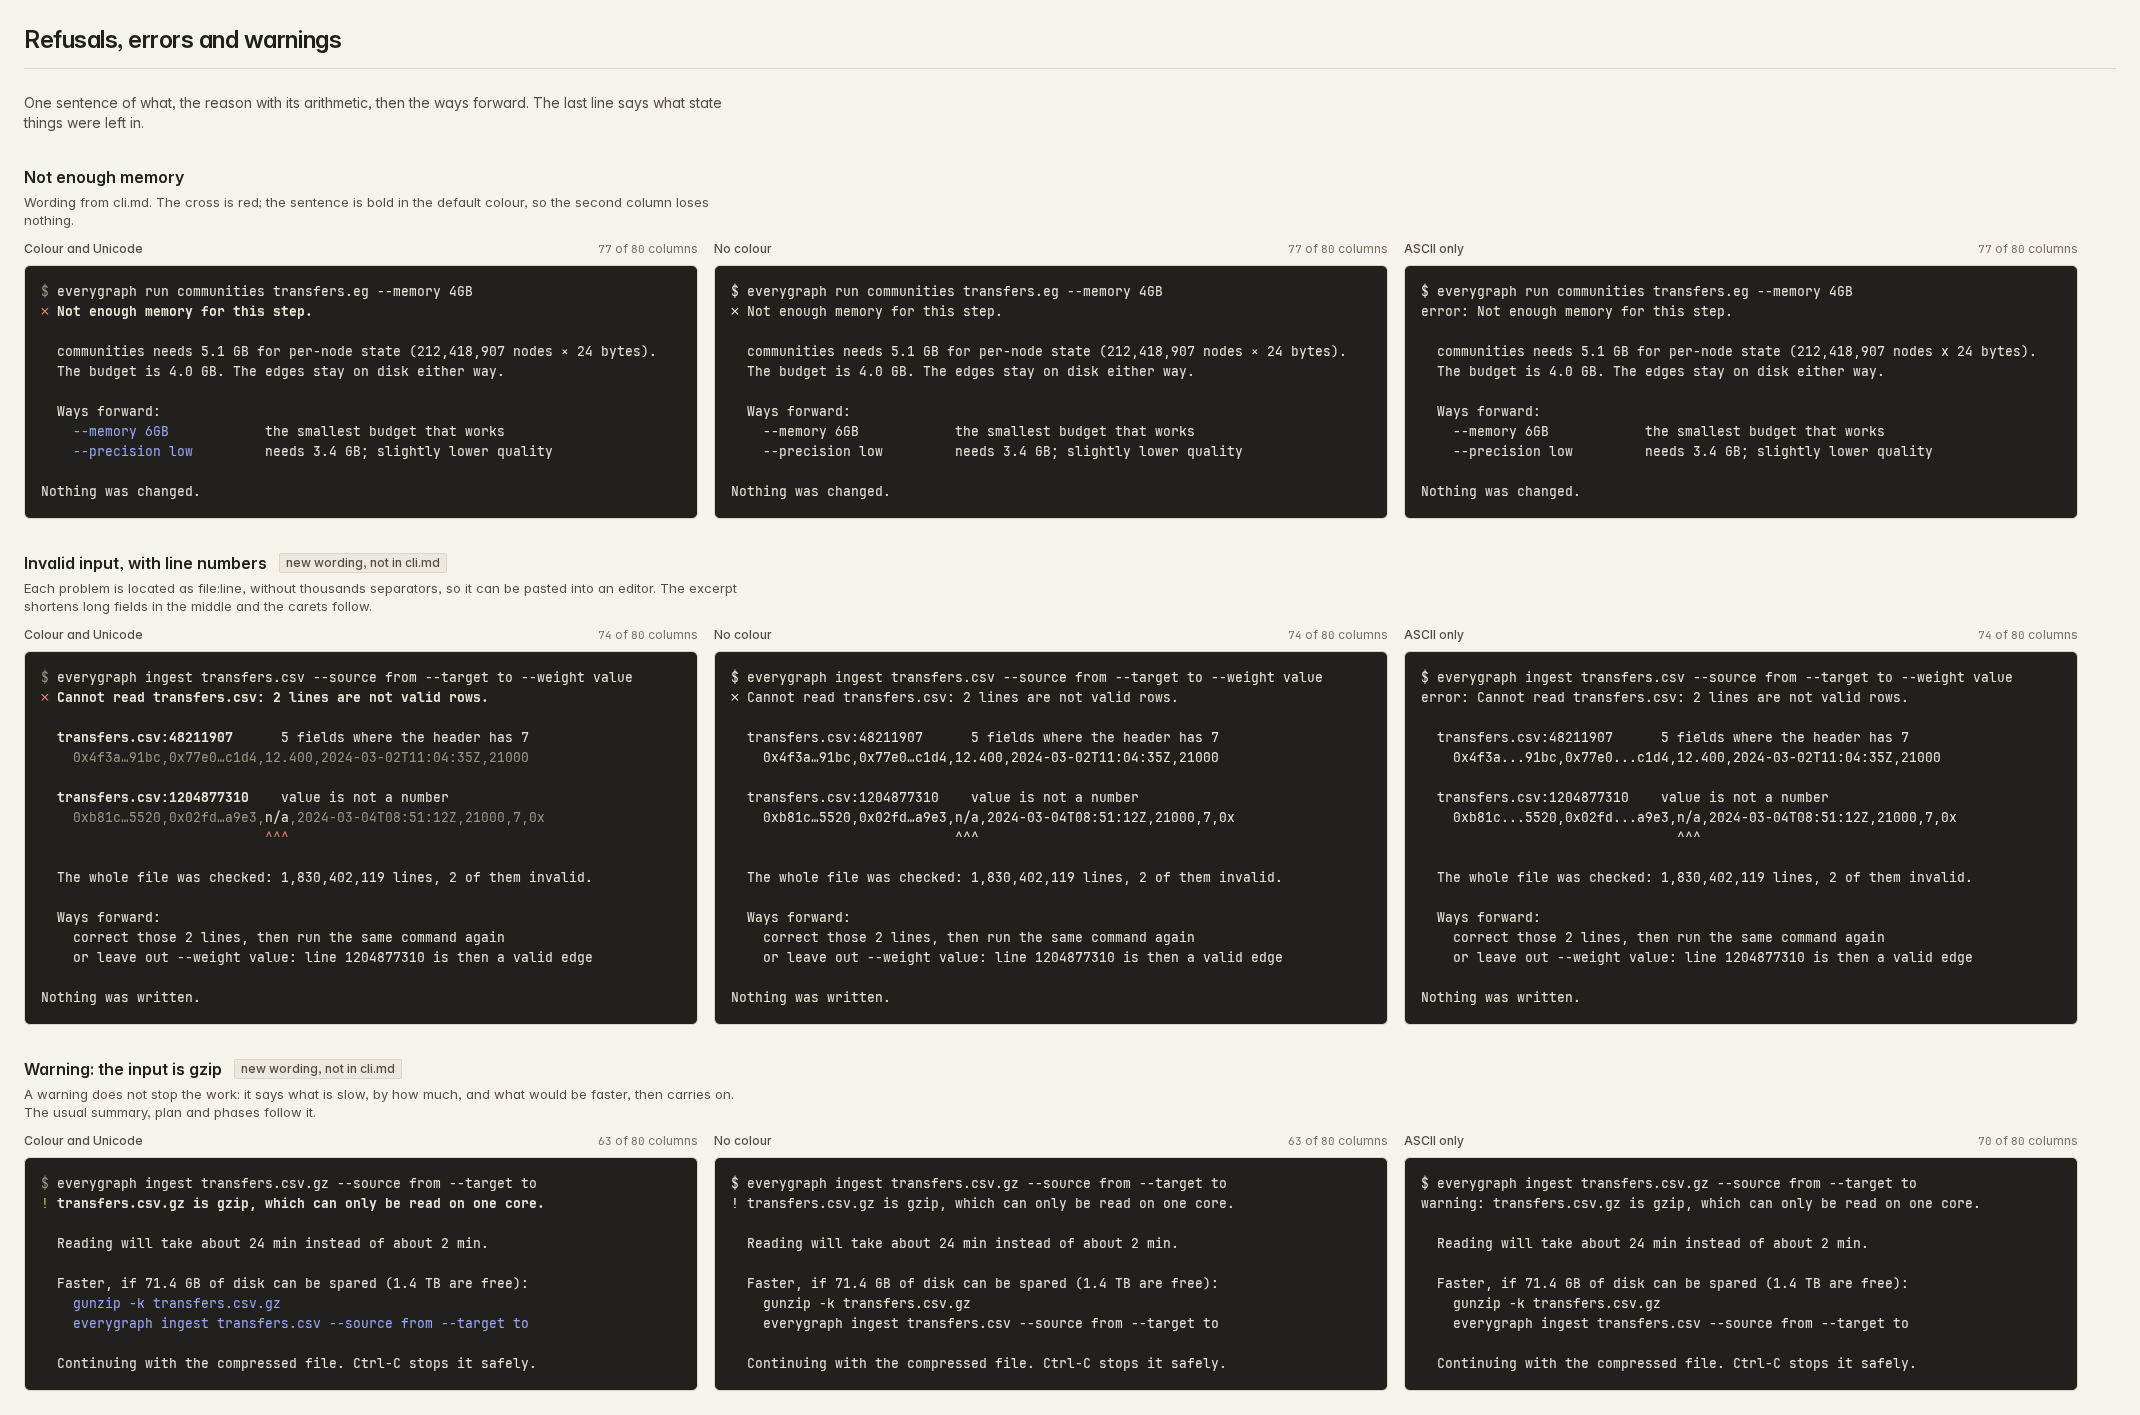 Refusals, errors and warnings
One sentence of what, the reason with its arithmetic, then the ways forward. The last line says what state
things were left in.
Not enough memory
Wording from cli.md. The cross is red; the sentence is bold in the default colour, so the second column loses
nothing.
Colour and Unicode 77 of 80 columns
$ everygraph run communities transfers.eg --memory 4GB
× Not enough memory for this step.
communities needs 5.1 GB for per-node state (212,418,907 nodes × 24 bytes).
The budget is 4.0 GB. The edges stay on disk either way.
Ways forward:
--memory 6GB the smallest budget that works
--precision low needs 3.4 GB; slightly lower quality
Nothing was changed.
No colour 77 of 80 columns
$ everygraph run communities transfers.eg --memory 4GB
× Not enough memory for this step.
communities needs 5.1 GB for per-node state (212,418,907 nodes × 24 bytes).
The budget is 4.0 GB. The edges stay on disk either way.
Ways forward:
--memory 6GB the smallest budget that works
--precision low needs 3.4 GB; slightly lower quality
Nothing was changed.
ASCII only 77 of 80 columns
$ everygraph run communities transfers.eg --memory 4GB
error: Not enough memory for this step.
communities needs 5.1 GB for per-node state (212,418,907 nodes x 24 bytes).
The budget is 4.0 GB. The edges stay on disk either way.
Ways forward:
--memory 6GB the smallest budget that works
--precision low needs 3.4 GB; slightly lower quality
Nothing was changed.
Invalid input, with line numbers new wording, not in cli.md
Each problem is located as file:line, without thousands separators, so it can be pasted into an editor. The excerpt
shortens long fields in the middle and the carets follow.
Colour and Unicode 74 of 80 columns
$ everygraph ingest transfers.csv --source from --target to --weight value
× Cannot read transfers.csv: 2 lines are not valid rows.
transfers.csv:48211907 5 fields where the header has 7
0x4f3a…91bc,0x77e0…c1d4,12.400,2024-03-02T11:04:35Z,21000
transfers.csv:1204877310 value is not a number
0xb81c…5520,0x02fd…a9e3,n/a,2024-03-04T08:51:12Z,21000,7,0x
^^^
The whole file was checked: 1,830,402,119 lines, 2 of them invalid.
Ways forward:
correct those 2 lines, then run the same command again
or leave out --weight value: line 1204877310 is then a valid edge
Nothing was written.
No colour 74 of 80 columns
$ everygraph ingest transfers.csv --source from --target to --weight value
× Cannot read transfers.csv: 2 lines are not valid rows.
transfers.csv:48211907 5 fields where the header has 7
0x4f3a…91bc,0x77e0…c1d4,12.400,2024-03-02T11:04:35Z,21000
transfers.csv:1204877310 value is not a number
0xb81c…5520,0x02fd…a9e3,n/a,2024-03-04T08:51:12Z,21000,7,0x
^^^
The whole file was checked: 1,830,402,119 lines, 2 of them invalid.
Ways forward:
correct those 2 lines, then run the same command again
or leave out --weight value: line 1204877310 is then a valid edge
Nothing was written.
ASCII only 74 of 80 columns
$ everygraph ingest transfers.csv --source from --target to --weight value
error: Cannot read transfers.csv: 2 lines are not valid rows.
transfers.csv:48211907 5 fields where the header has 7
0x4f3a...91bc,0x77e0...c1d4,12.400,2024-03-02T11:04:35Z,21000
transfers.csv:1204877310 value is not a number
0xb81c...5520,0x02fd...a9e3,n/a,2024-03-04T08:51:12Z,21000,7,0x
^^^
The whole file was checked: 1,830,402,119 lines, 2 of them invalid.
Ways forward:
correct those 2 lines, then run the same command again
or leave out --weight value: line 1204877310 is then a valid edge
Nothing was written.
Warning: the input is gzip new wording, not in cli.md
A warning does not stop the work: it says what is slow, by how much, and what would be faster, then carries on.
The usual summary, plan and phases follow it.
Colour and Unicode 63 of 80 columns
$ everygraph ingest transfers.csv.gz --source from --target to
! transfers.csv.gz is gzip, which can only be read on one core.
Reading will take about 24 min instead of about 2 min.
Faster, if 71.4 GB of disk can be spared (1.4 TB are free):
gunzip -k transfers.csv.gz
everygraph ingest transfers.csv --source from --target to
Continuing with the compressed file. Ctrl-C stops it safely.
No colour 63 of 80 columns
$ everygraph ingest transfers.csv.gz --source from --target to
! transfers.csv.gz is gzip, which can only be read on one core.
Reading will take about 24 min instead of about 2 min.
Faster, if 71.4 GB of disk can be spared (1.4 TB are free):
gunzip -k transfers.csv.gz
everygraph ingest transfers.csv --source from --target to
Continuing with the compressed file. Ctrl-C stops it safely.
ASCII only 70 of 80 columns
$ everygraph ingest transfers.csv.gz --source from --target to
warning: transfers.csv.gz is gzip, which can only be read on one core.
Reading will take about 24 min instead of about 2 min.
Faster, if 71.4 GB of disk can be spared (1.4 TB are free):
gunzip -k transfers.csv.gz
everygraph ingest transfers.csv --source from --target to
Continuing with the compressed file. Ctrl-C stops it safely.